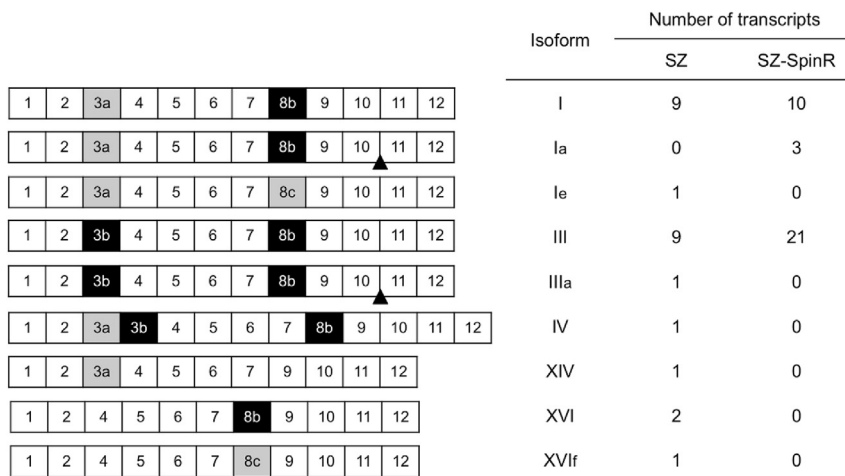 Number of transcripts
Isoform
SZ SZ-SpinR
1 2 3a 4 5 6 7 8b 9 10 11 12 I 9 10
1 2 3a 4 5 6 7 8b 9 10 11 12 Ia 0 3
1 2 3a 4 5 6 7 8c 9 10 11 12 Ie 1 0
1 2 3b 4 5 6 7 8b 9 10 11 12 III 9 21
1 2 3b 4 5 6 7 8b 9 10 11 12 IIIa 1 0
1 2 3a 3b 4 5 6 7 8b 9 10 11 12 IV 1 0
1 2 3a 4 5 6 7 9 10 11 12 XIV 1 0
1 2 4 5 6 7 8b 9 10 11 12 XVI 2 0
1 2 4 5 6 7 8c 9 10 11 12 XVIf 1 0